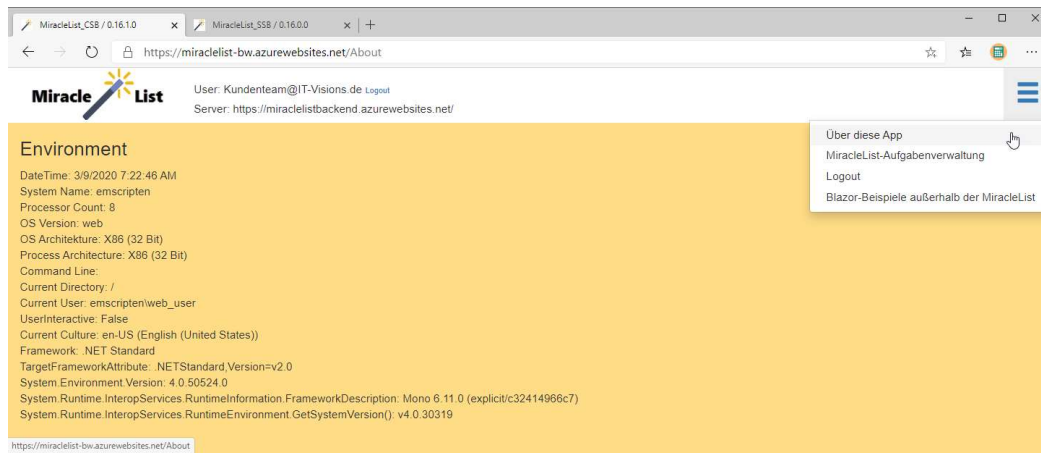 MiracleList_CSB / 0.16.1.0
MiracleList_SSB / 0.16.0.0
https://miraclelist-bw.azurewebsites.net/About
Miracle List
User: Kundenteam@IT-Visions.de Logout
Server: https://miraclelistbackend.azurewebsites.net/
Über diese App
MiracleList-Aufgabenverwaltung
Logout
Blazor-Beispiele außerhalb der MiracleList
Environment
DateTime: 3/9/2020 7:22:46 AM
System Name: emscripten
Processor Count: 8
OS Version: web
OS Architekture: X86 (32 Bit)
Process Architecture: X86 (32 Bit)
Command Line:
Current Directory: /
Current User: emscripten\web_user
UserInteractive: False
Current Culture: en-US (English (United States))
Framework: .NET Standard
TargetFrameworkAttribute: .NETStandard,Version=v2.0
System.Environment.Version: 4.0.50524.0
System.Runtime.InteropServices.RuntimeInformation.FrameworkDescription: Mono 6.11.0 (explicit/c32414966c7)
System.Runtime.InteropServices.RuntimeEnvironment.GetSystemVersion(): v4.0.30319
https://miraclelist-bw.azurewebsites.net/About